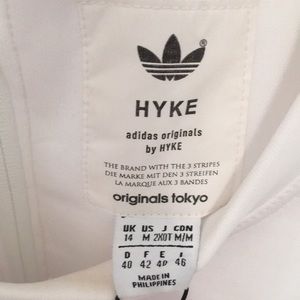 ®
HYKE
adidas originals
by HYKE
THE BRAND WITH THE 3 STRIPES
DIE MARKE MIT DEN 3 STREIFEN
LA MARQUE AUX 3 BANDES
originals tokyo
UK US J CDN
14 M 2XOT M/M
D F E I
40 42 40 46
MADE IN
PHILIPPINES